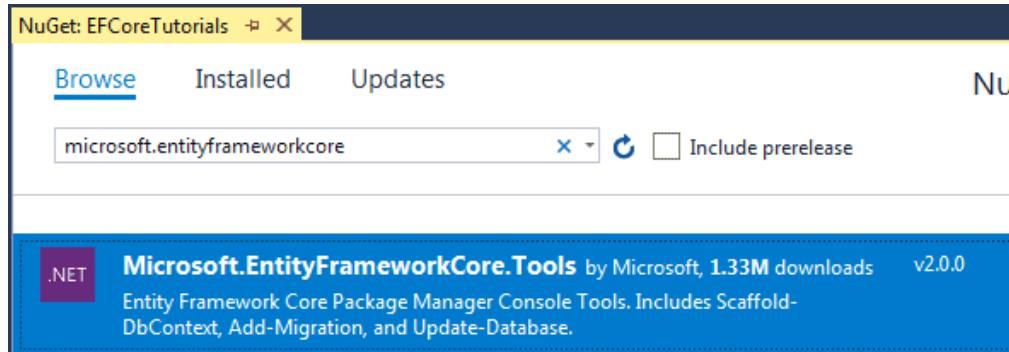 NuGet: EFCoreTutorials
Browse Installed Updates Nu
microsoft.entityframeworkcore Include prerelease
.NET Microsoft.EntityFrameworkCore.Tools by Microsoft, 1.33M downloads v2.0.0
Entity Framework Core Package Manager Console Tools. Includes Scaffold-
DbContext, Add-Migration, and Update-Database.